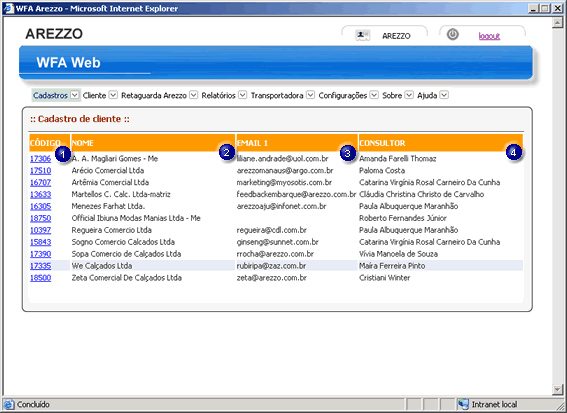 WFA Arezzo - Microsoft Internet Explorer
AREZZO
AREZZO logout
WFA Web
Cadastros Cliente Retaguarda Arezzo Relatórios Transportadora Configurações Sobre Ajuda
:: Cadastro de cliente ::
CÓDIGO NOME EMAIL 1 CONSULTOR
1 2 3 4
17306 A. A. Magliari Gomes - Me liliane.andrade@uol.com.br Amanda Farelli Thomaz
17510 Arécio Comercial Ltda arezzomanaus@argo.com.br Paloma Costa
16707 Artêmia Comercial Ltda marketing@myosotis.com.br Catarina Virgínia Rosal Carneiro Da Cunha
13633 Martellos C. Calc. Ltda-matriz feedbackembarque@arezzo.com.br Cláudia Christina Christo de Carvalho
16305 Menezes Farhat Ltda. arezzoaju@infonet.com.br Paula Albuquerque Maranhão
18750 Official Ibiuna Modas Manias Ltda - Me Roberto Fernandes Júnior
10397 Regueira Comercio Ltda regueira@cdl.com.br Paula Albuquerque Maranhão
15843 Sogno Comercio Calcados Ltda ginseng@sunnet.com.br Catarina Virgínia Rosal Carneiro Da Cunha
17390 Sopa Comercio de Calçados Ltda rrocha@arezzo.com.br Vívia Manoela de Souza
17335 We Calçados Ltda rubiripa@zaz.com.br Maíra Ferreira Pinto
18500 Zeta Comercial De Calçados Ltda zeta@arezzo.com.br Cristiani Winter
Concluído Intranet local